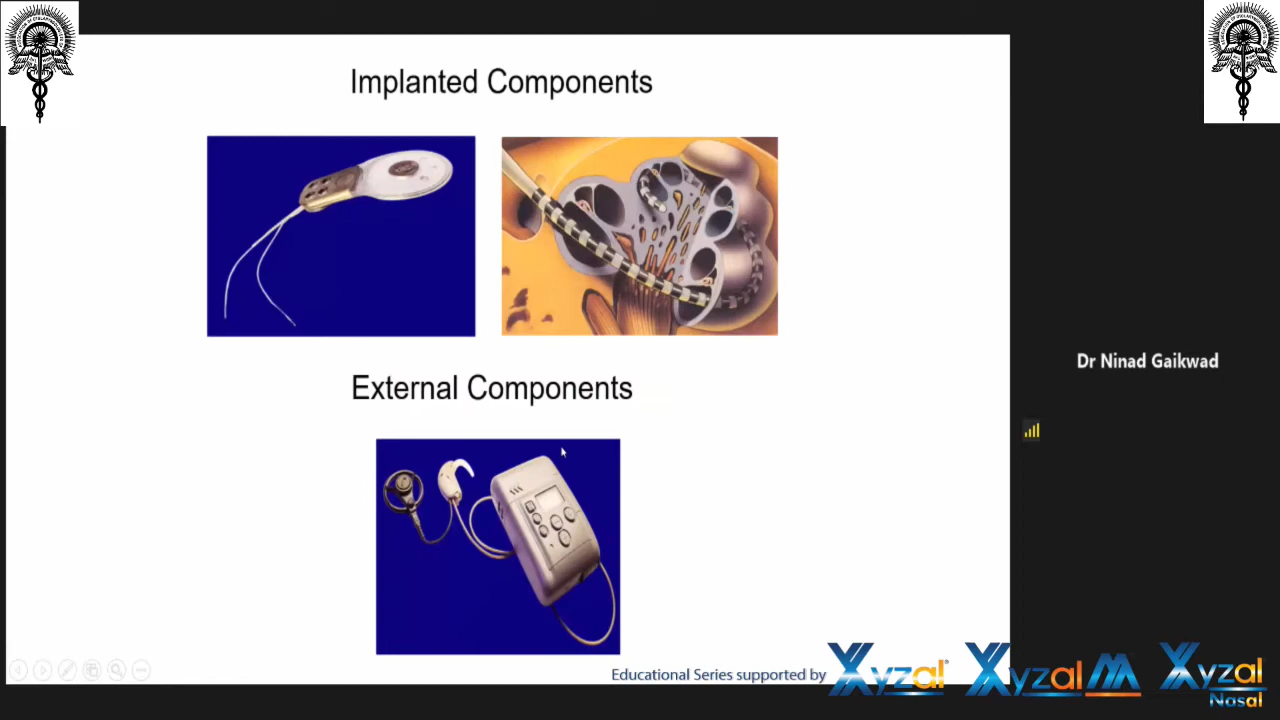 Implanted Components
External Components
Dr Ninad Gaikwad
Educational Series supported by
Xyzal
Xyzal M
Xyzal
Nasal